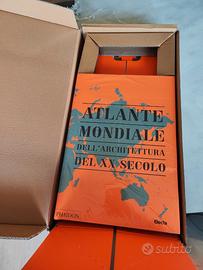 ATLANTE
MONDIALE
DELL'ARCHITETTURA
DEL XX SECOLO
PHAIDON
Electa
subito